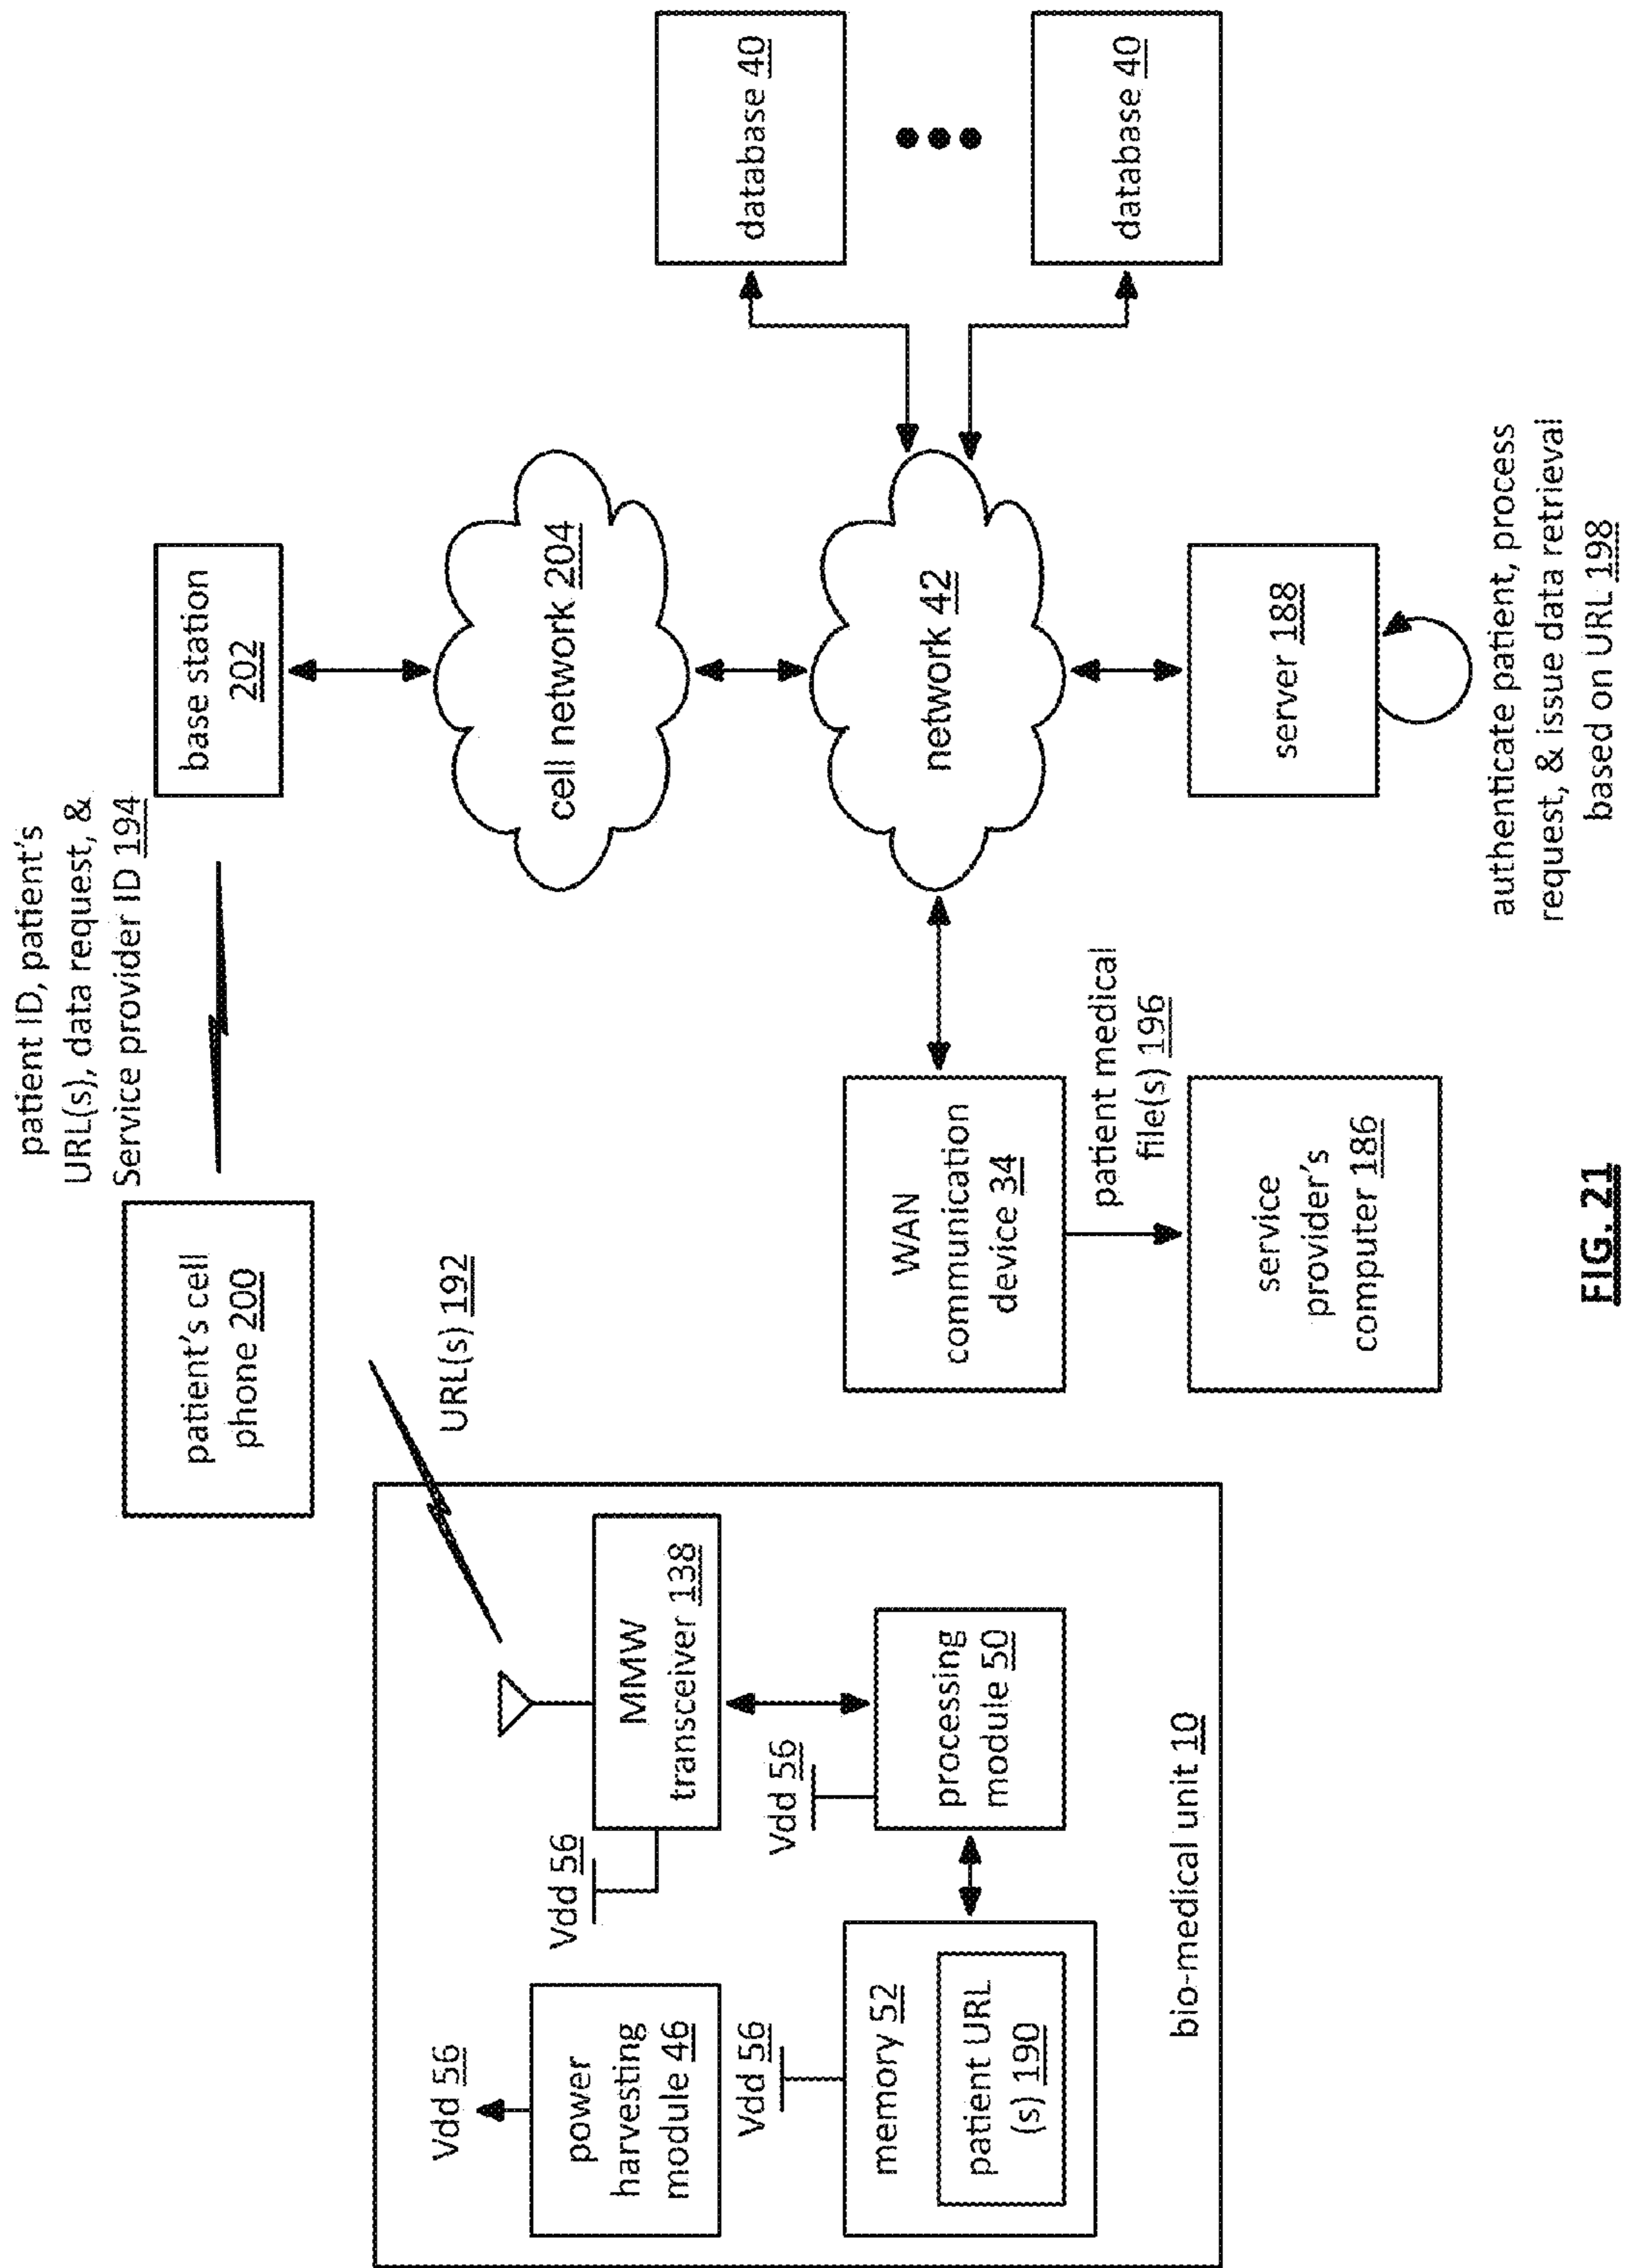 patient ID, patient's
URL(s), data request, &
Service provider ID 194
patient's cell
phone 200
base station
202
URL(s) 192
cell network 204
Vdd 56
power
harvesting
module 46
Vdd 56
MMW
transceiver 138
Vdd 56
memory 52
patient URL
(s) 190
Vdd 56
processing
module 50
bio-medical unit 10
WAN
communication
device 34
patient medical
file(s) 196
service
provider's
computer 186
network 42
database 40
database 40
server 188
authenticate patient, process
request, & issue data retrieval
based on URL 198
FIG. 21